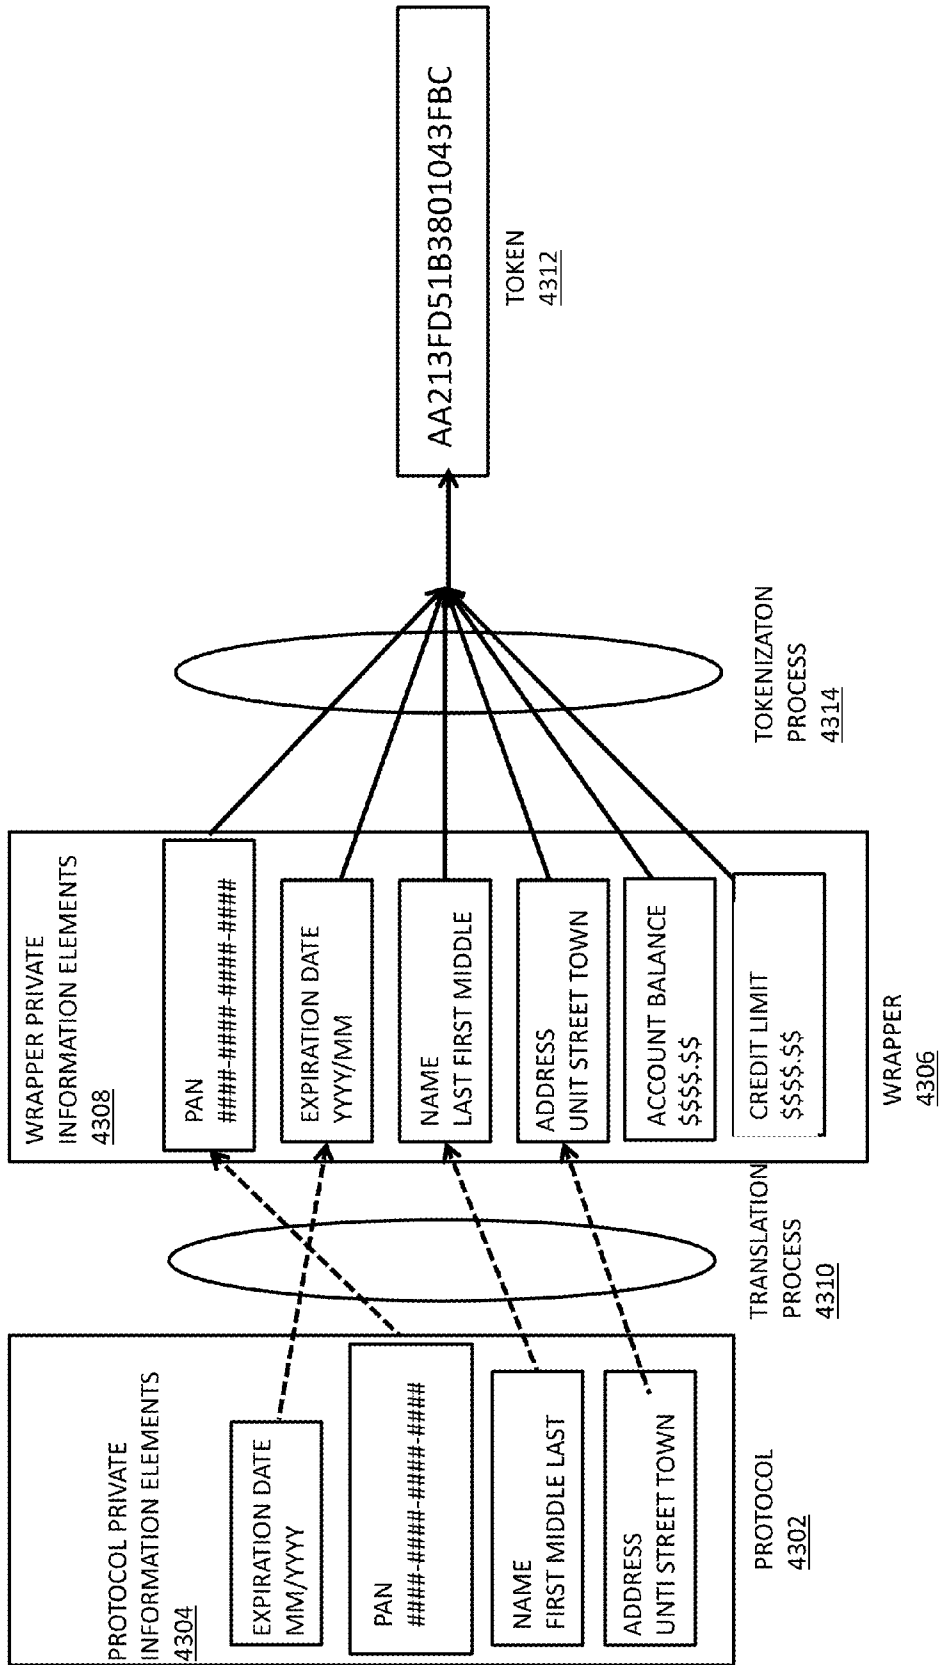 PROTOCOL PRIVATE
INFORMATION ELEMENTS
4304
EXPIRATION DATE
MM/YYYY
PAN
####-####-####-####
NAME
FIRST MIDDLE LAST
ADDRESS
UNTI STREET TOWN
PROTOCOL
4302
TRANSLATION
PROCESS
4310
WRAPPER PRIVATE
INFORMATION ELEMENTS
4308
PAN
####-####-####-####
EXPIRATION DATE
YYYY/MM
NAME
LAST FIRST MIDDLE
ADDRESS
UNIT STREET TOWN
ACCOUNT BALANCE
$$$$.$$
CREDIT LIMIT
$$$$.$$
WRAPPER
4306
TOKENIZATON
PROCESS
4314
AA213FD51B3801043FBC
TOKEN
4312